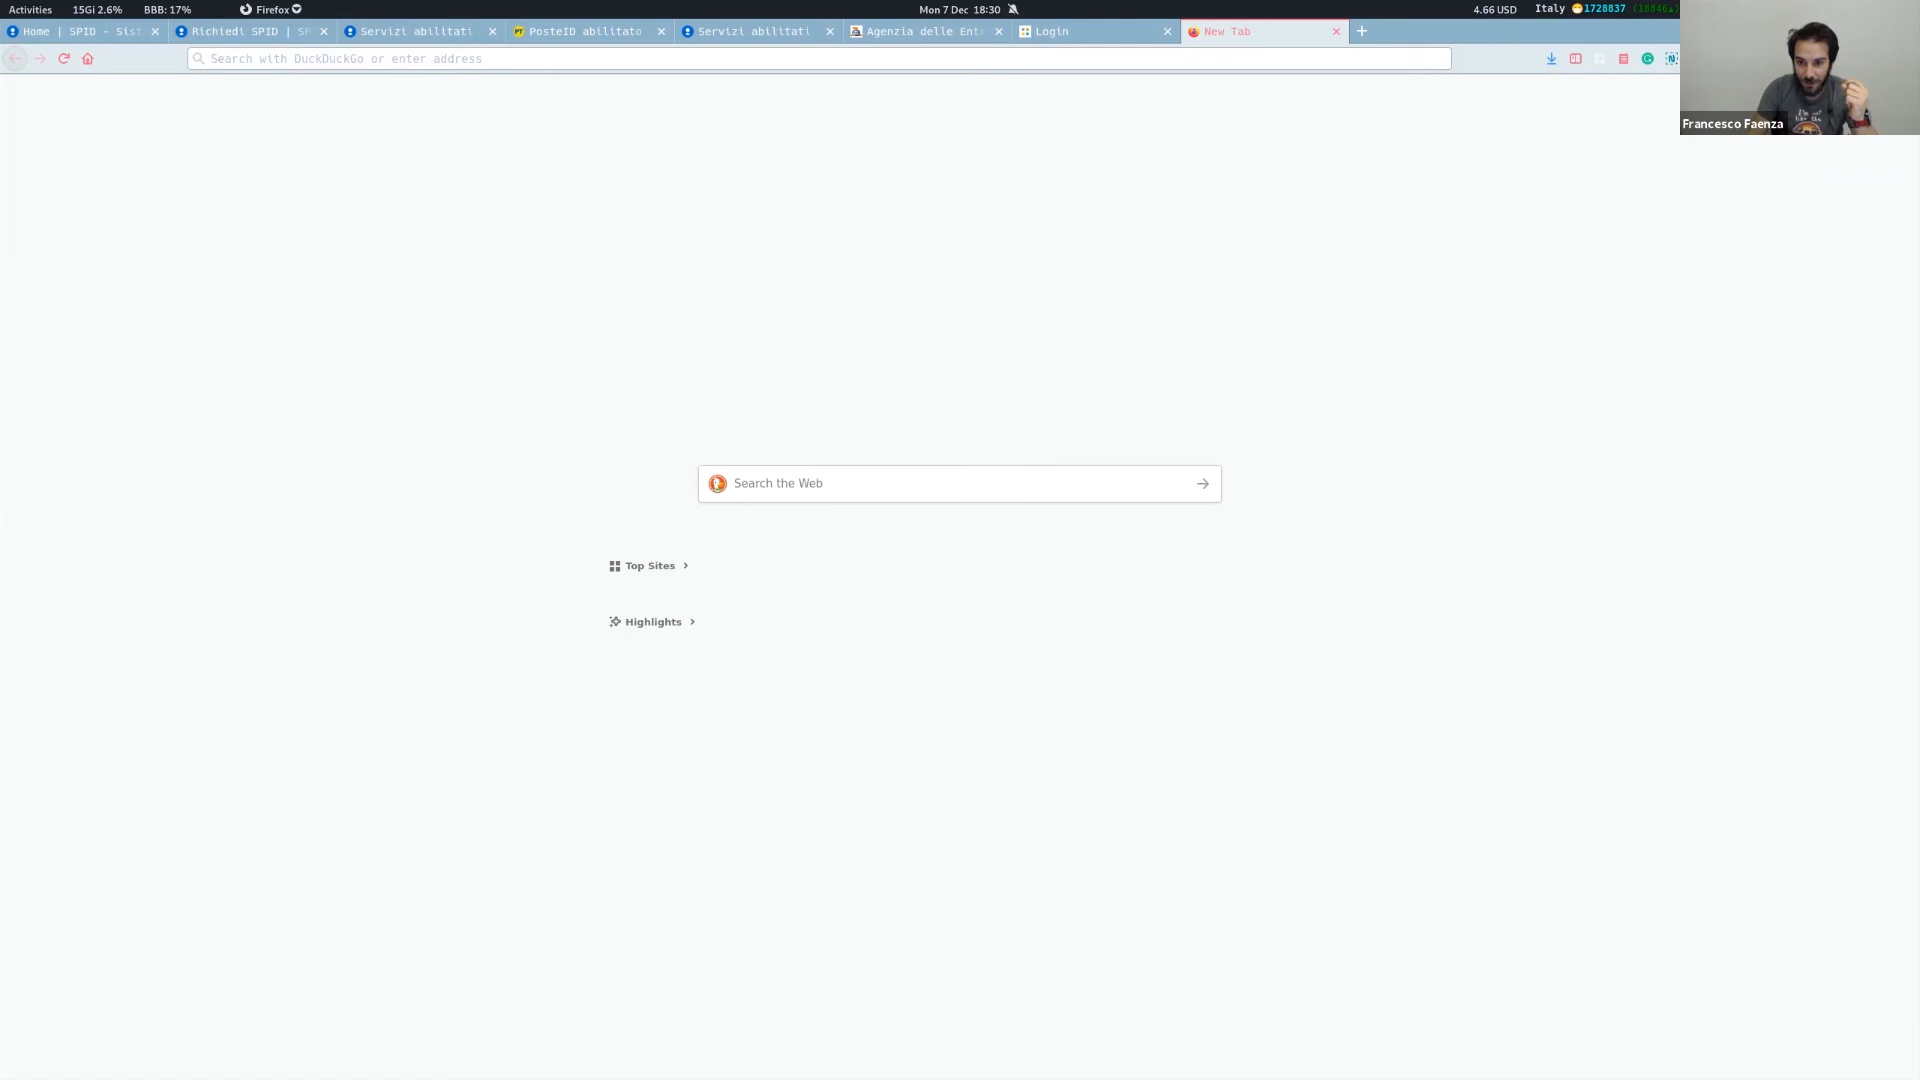 Activities 15Gi 2.6% BBB: 17% Firefox Mon 7 Dec 18:30 4.66 USD Italy 1728837 (18846▲)
Home | SPID - Sist Richiedi SPID | SP Servizi abilitati PosteID abilitato Servizi abilitati Agenzia delle Entr Login New Tab
Search with DuckDuckGo or enter address
Francesco Faenza
Search the Web
Top Sites
Highlights